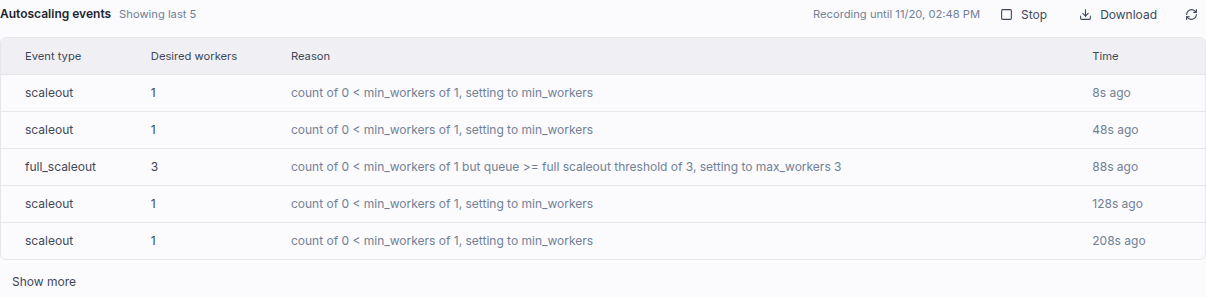 Autoscaling events Showing last 5 Recording until 11/20, 02:48 PM Stop Download
Event type Desired workers Reason Time
scaleout 1 count of 0 < min_workers of 1, setting to min_workers 8s ago
scaleout 1 count of 0 < min_workers of 1, setting to min_workers 48s ago
full_scaleout 3 count of 0 < min_workers of 1 but queue >= full scaleout threshold of 3, setting to max_workers 3 88s ago
scaleout 1 count of 0 < min_workers of 1, setting to min_workers 128s ago
scaleout 1 count of 0 < min_workers of 1, setting to min_workers 208s ago
Show more